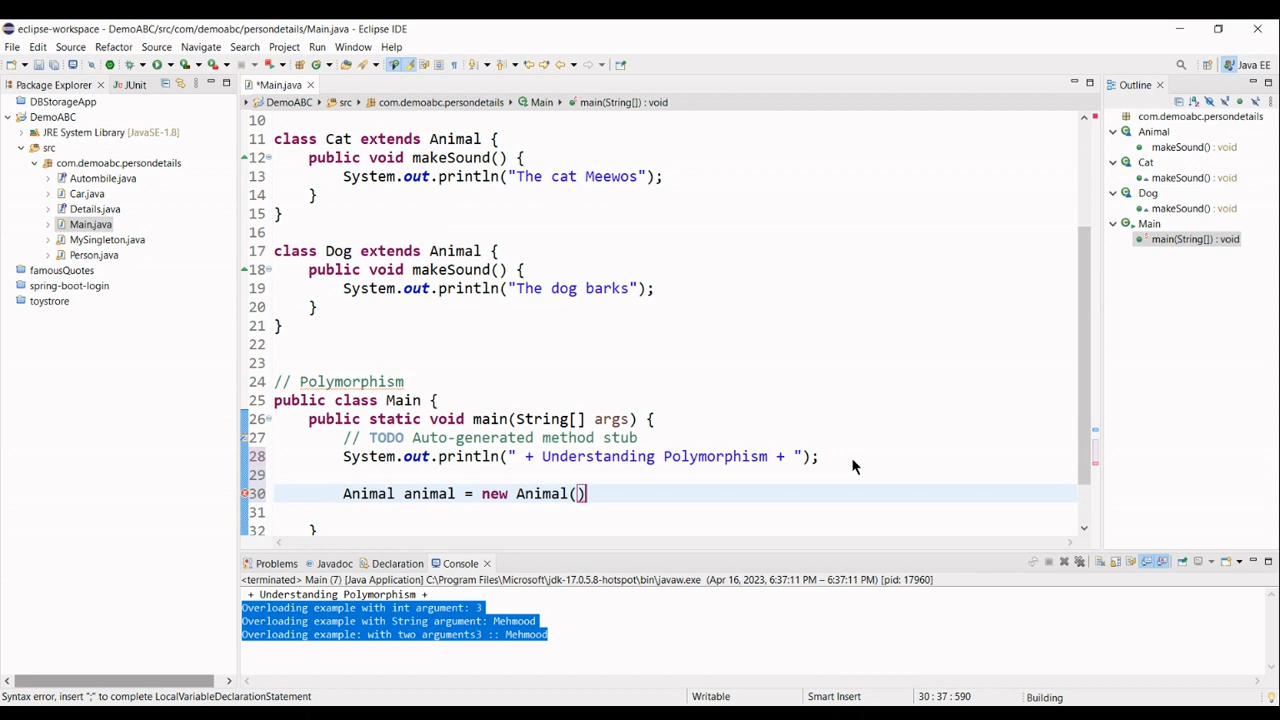 eclipse-workspace - DemoABC/src/com/demoabc/persondetails/Main.java - Eclipse IDE
File Edit Source Refactor Source Navigate Search Project Run Window Help
Java EE
Package Explorer JUnit
*Main.java
Outline
DBStorageApp
DemoABC
JRE System Library [JavaSE-1.8]
src
com.demoabc.persondetails
Autombile.java
Car.java
Details.java
Main.java
MySingleton.java
Person.java
famousQuotes
spring-boot-login
toystrore
DemoABC src com.demoabc.persondetails Main main(String[]) : void
10
11 class Cat extends Animal {
12 public void makeSound() {
13 System.out.println("The cat Meewos");
14 }
15 }
16
17 class Dog extends Animal {
18 public void makeSound() {
19 System.out.println("The dog barks");
20 }
21 }
22
23
24 // Polymorphism
25 public class Main {
26 public static void main(String[] args) {
27 // TODO Auto-generated method stub
28 System.out.println(" + Understanding Polymorphism + ");
29
30 Animal animal = new Animal()
31
32 }
com.demoabc.persondetails
Animal
makeSound() : void
Cat
makeSound() : void
Dog
makeSound() : void
Main
main(String[]) : void
Problems Javadoc Declaration Console
<terminated> Main (7) [Java Application] C:\Program Files\Microsoft\jdk-17.0.5.8-hotspot\bin\javaw.exe (Apr 16, 2023, 6:37:11 PM – 6:37:11 PM) [pid: 17960]
+ Understanding Polymorphism +
Overloading example with int argument: 3
Overloading example with String argument: Mehmood
Overloading example: with two arguments3 :: Mehmood
Syntax error, insert ";" to complete LocalVariableDeclarationStatement
Writable
Smart Insert
30 : 37 : 590
Building